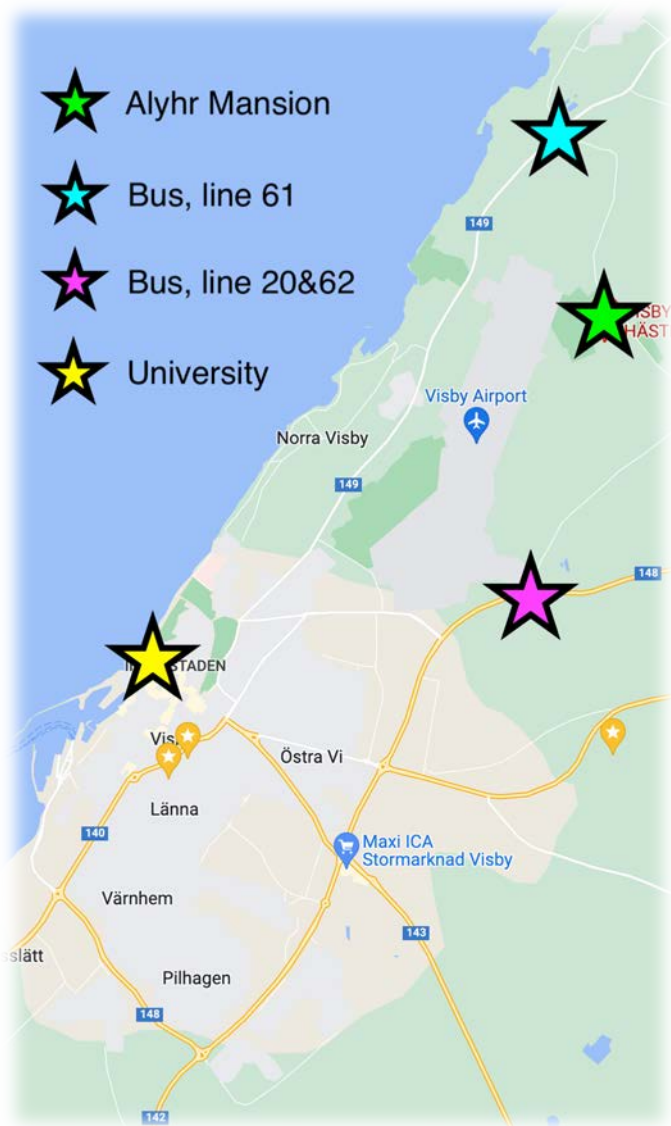 Alyhr Mansion
Bus, line 61
Bus, line 20&62
University
149
Visby Airport
Norra Visby
149
148
Östra Vi
Länna
Maxi ICA
Stormarknad Visby
140
Värnhem
143
sslätt
Pilhagen
148
142